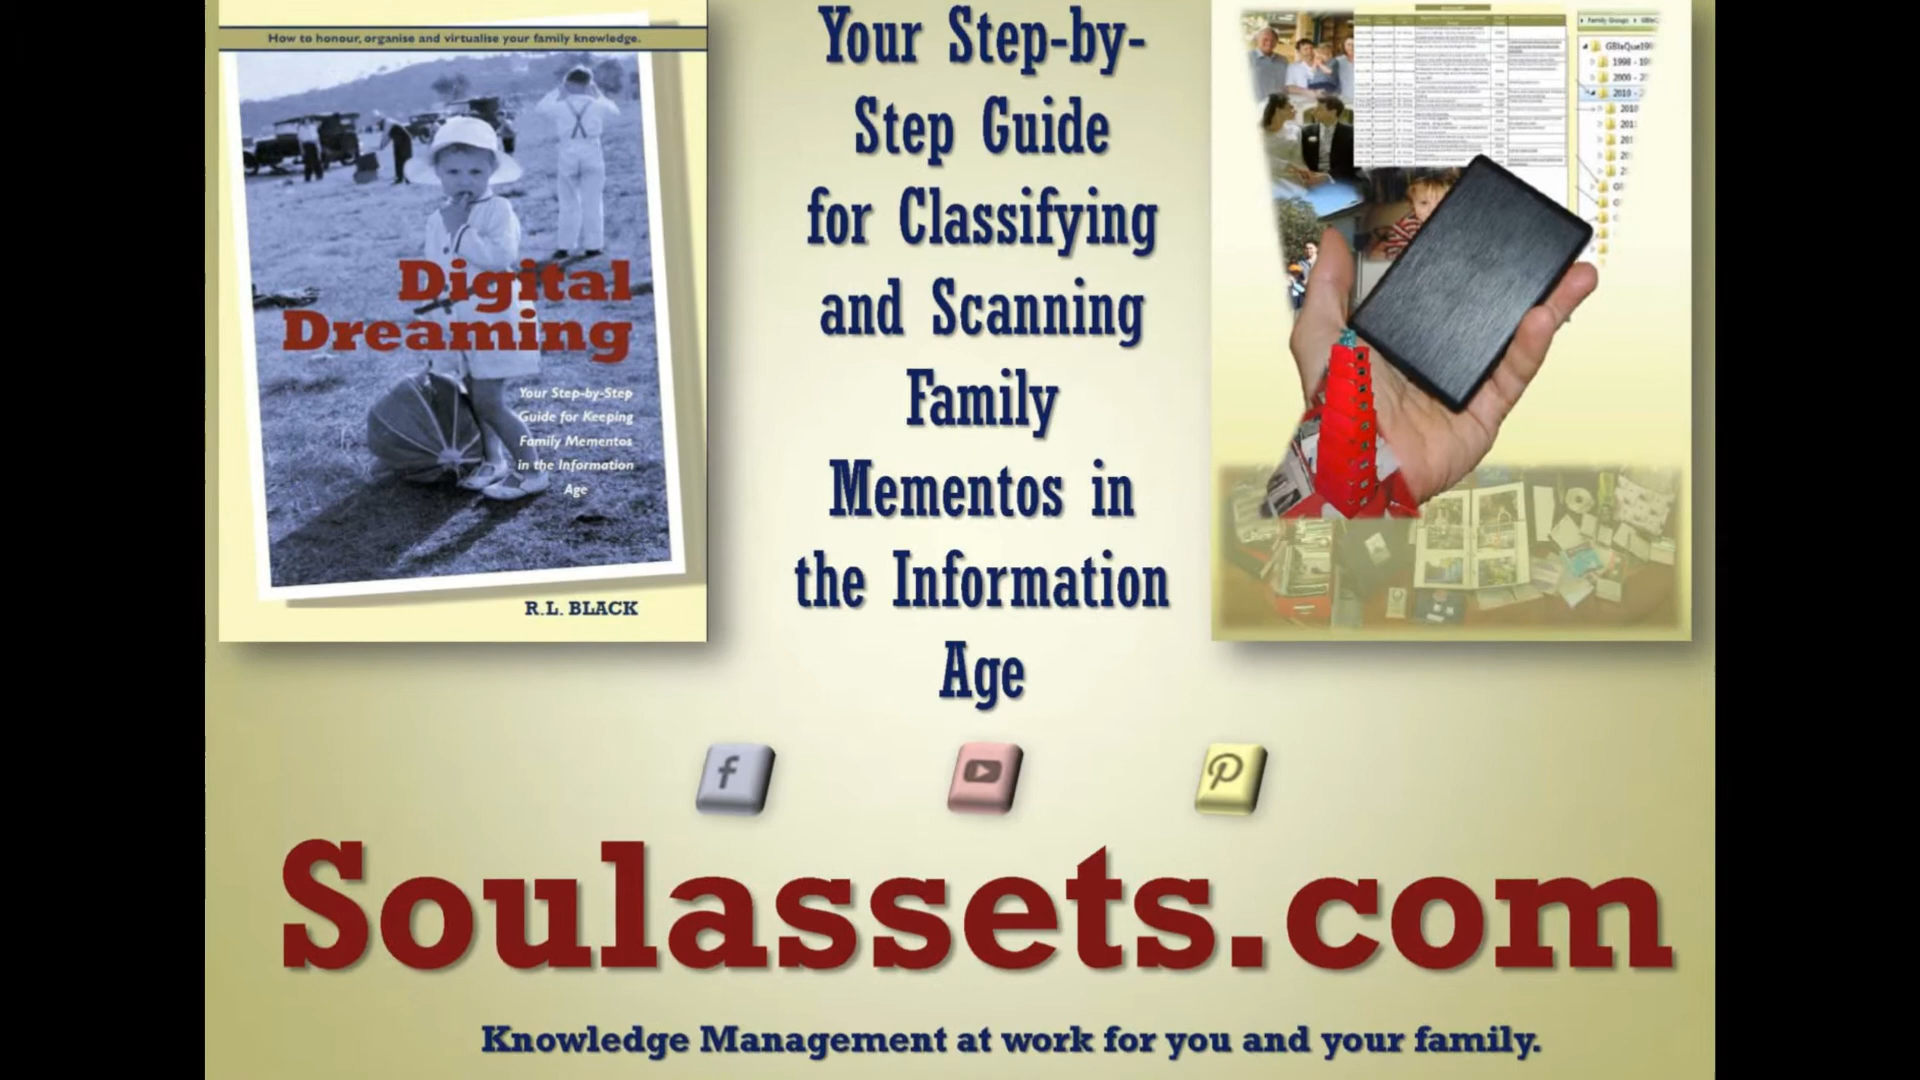 How to honour, organise and virtualise your family knowledge.
Digital
Dreaming
Your Step-by-Step
Guide for Keeping
Family Mementos
in the Information
Age
R.L. BLACK
Your Step-by-
Step Guide
for Classifying
and Scanning
Family
Mementos in
the Information
Age
Family Groups
Soulassets.com
Knowledge Management at work for you and your family.